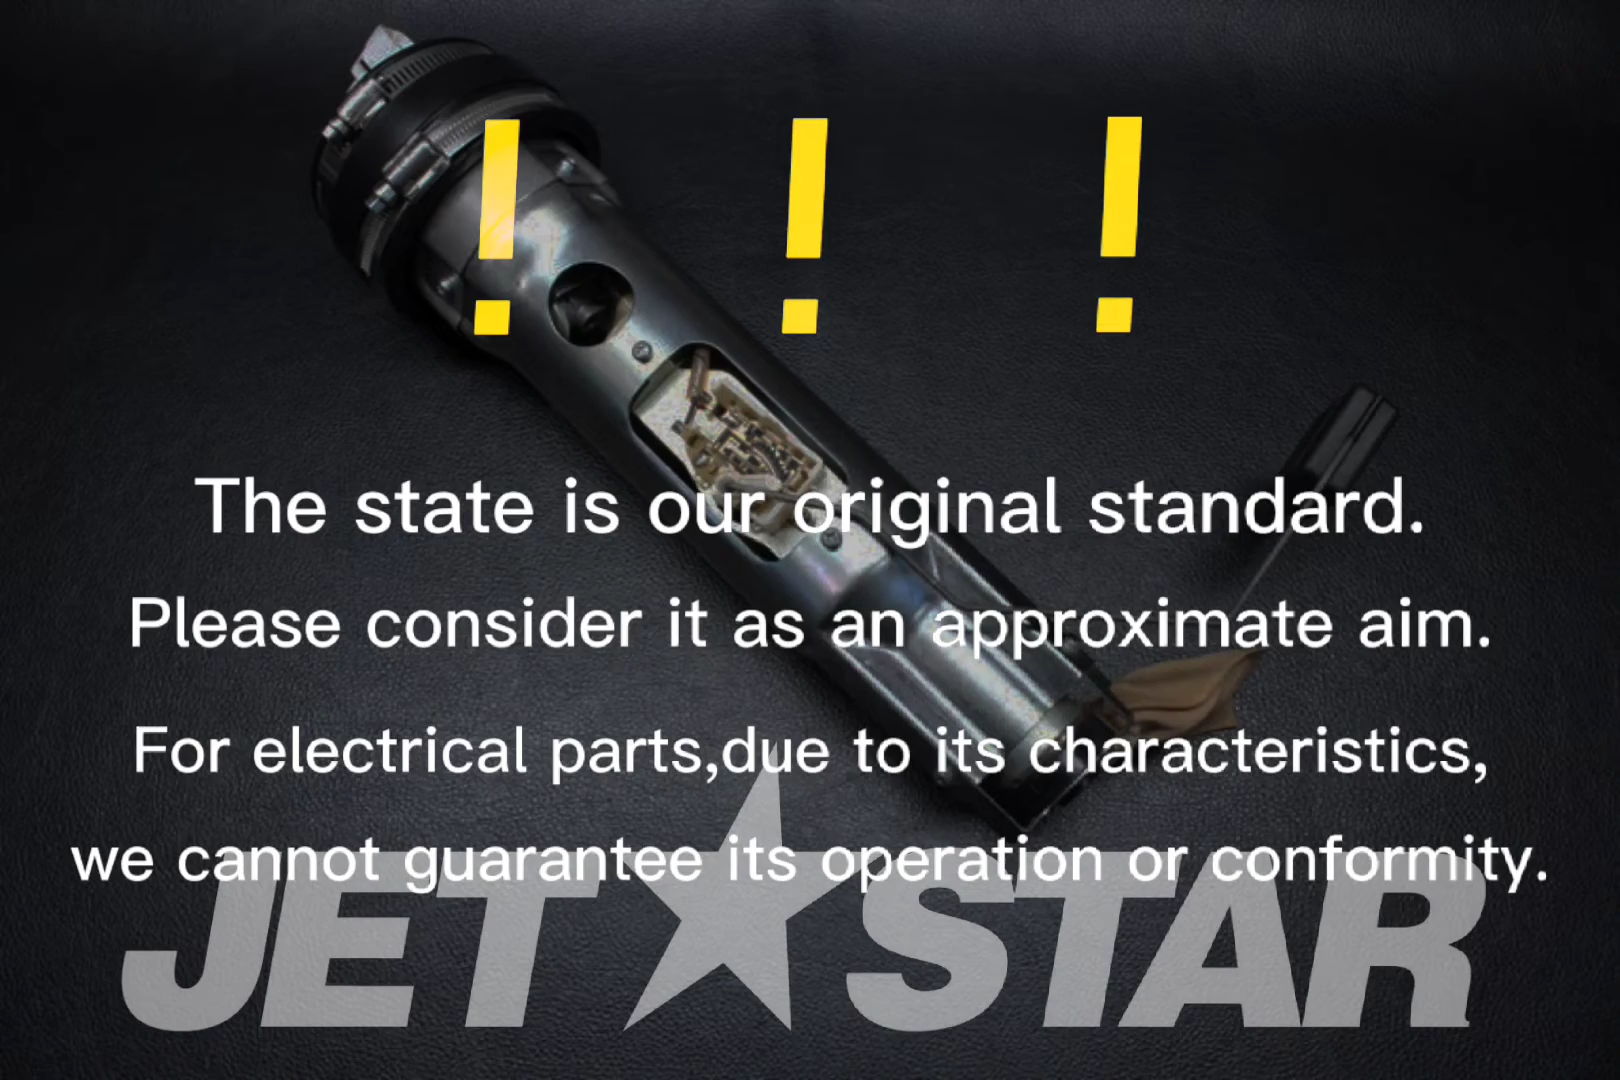 ! ! !
The state is our original standard.
Please consider it as an approximate aim.
For electrical parts,due to its characteristics,
we cannot guarantee its operation or conformity.
JET★STAR